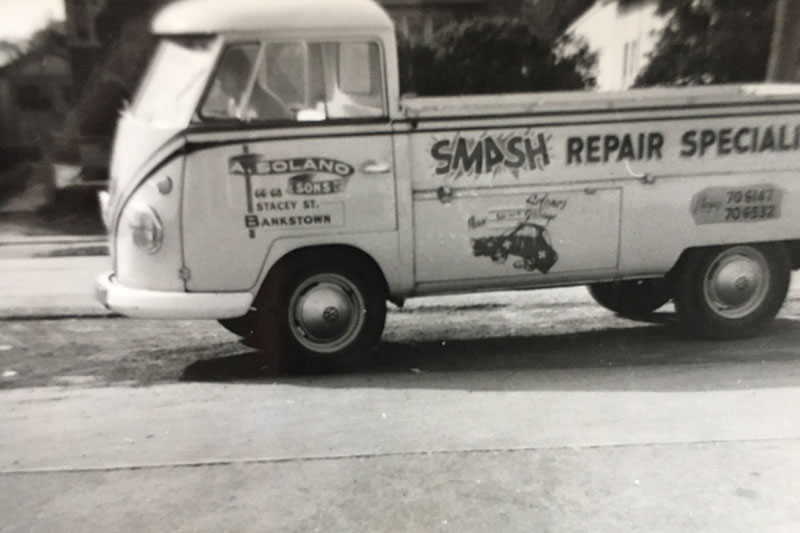 A. SOLANO
& SONS
66-68
STACEY ST.
BANKSTOWN
SMASH REPAIR SPECIALI
Phone 70 6147
70 6532